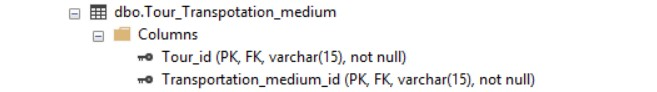 dbo.Tour_Transpotation_medium
Columns
Tour_id (PK, FK, varchar(15), not null)
Transportation_medium_id (PK, FK, varchar(15), not null)